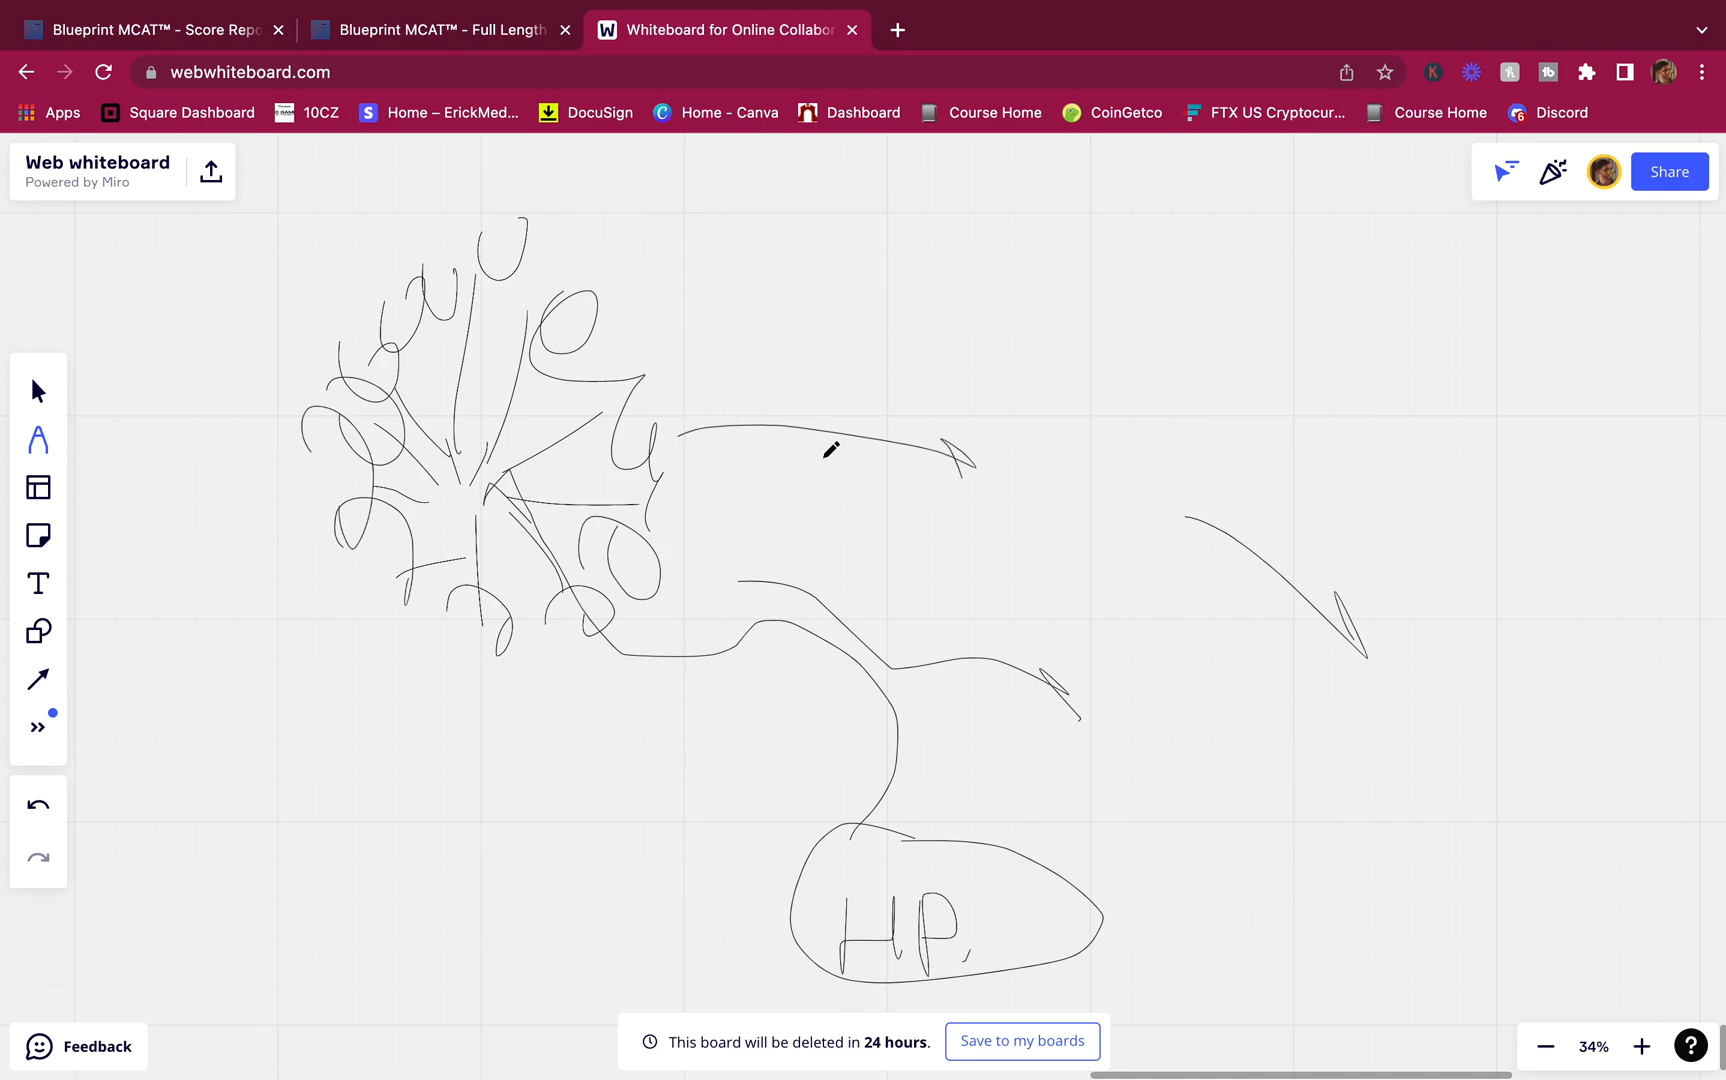 Blueprint MCAT™ - Score Repo
Blueprint MCAT™ - Full Length
Whiteboard for Online Collabor
webwhiteboard.com
Apps
Square Dashboard
10CZ
Home – ErickMed...
DocuSign
Home - Canva
Dashboard
Course Home
CoinGetco
FTX US Cryptocur...
Course Home
Discord
Web whiteboard
Powered by Miro
Share
HP,
Feedback
This board will be deleted in 24 hours.
Save to my boards
34%